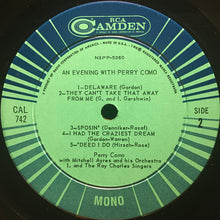 RCA
CAMDEN
N3PP-5360
AN EVENING WITH PERRY COMO
1-DELAWARE (Gordon)
2-THEY CAN'T TAKE THAT AWAY
FROM ME (G. and I. Gershwin)
CAL
742
SIDE
2
3-SPOSIN' (Denniker-Razaf)
4-I HAD THE CRAZIEST DREAM
(Gordon-Warren)
5-"DEED I DO (Hirsch-Rose)
Perry Como
with Mitchell Ayres and his Orchestra
and The Ray Charles Singers
MONO